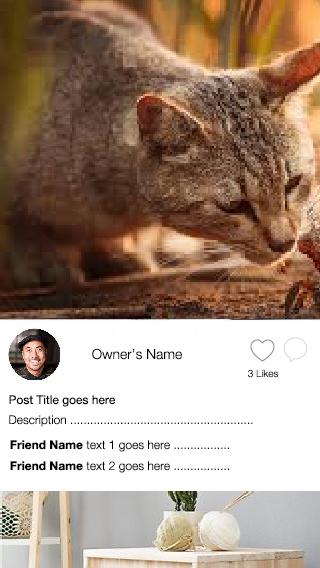 Owner's Name
3 Likes
Post Title goes here
Description .......................................................
Friend Name text 1 goes here .................
Friend Name text 2 goes here .................